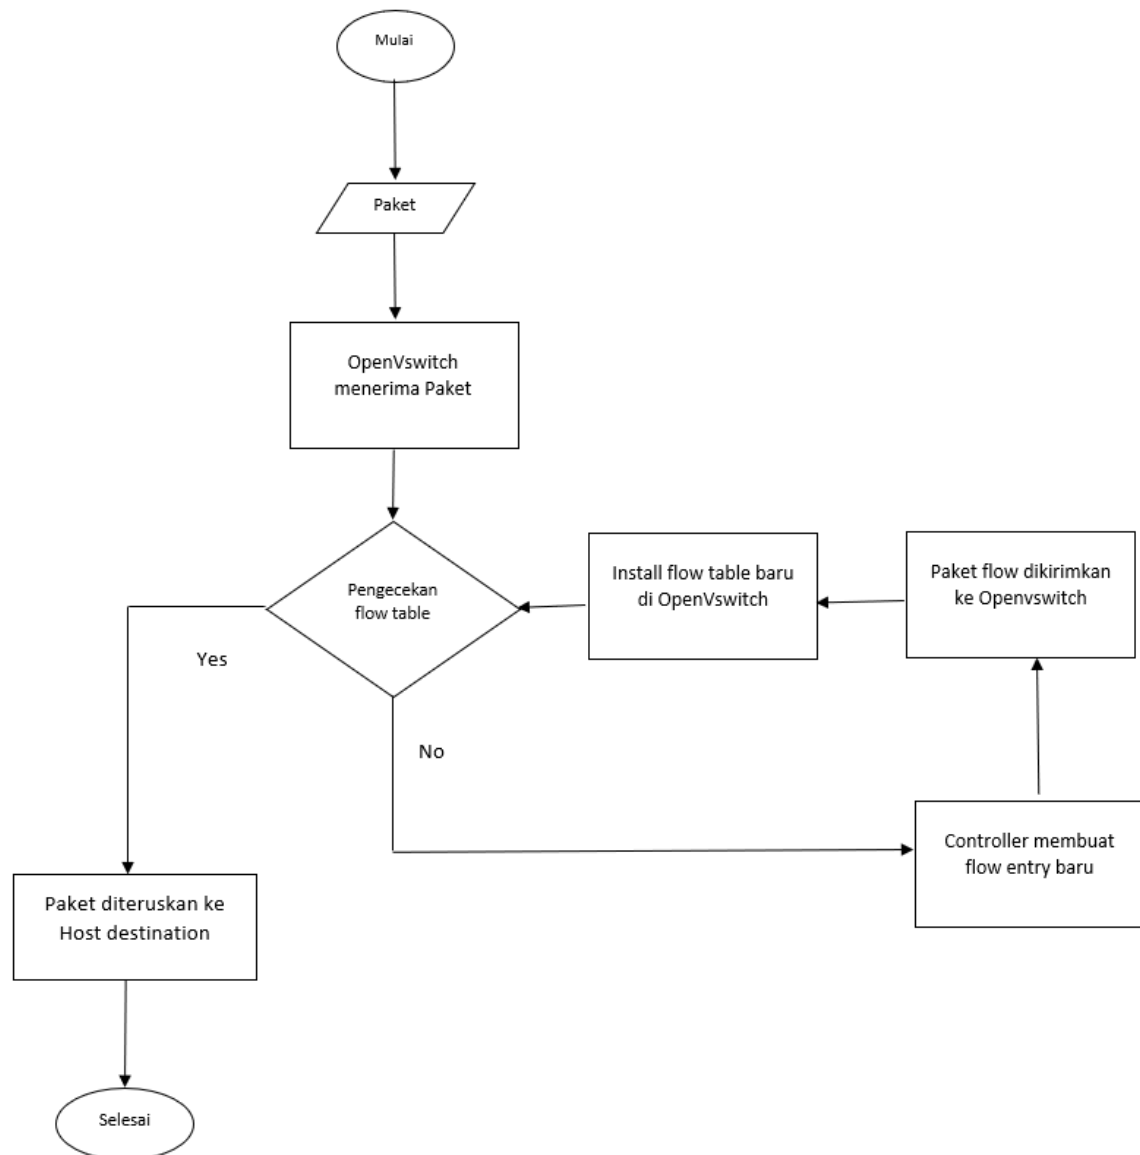 Mulai
Paket
OpenVswitch
menerima Paket
Pengecekan
flow table
Install flow table baru
di OpenVswitch
Paket flow dikirimkan
ke Openvswitch
Yes
No
Controller membuat
flow entry baru
Paket diteruskan ke
Host destination
Selesai